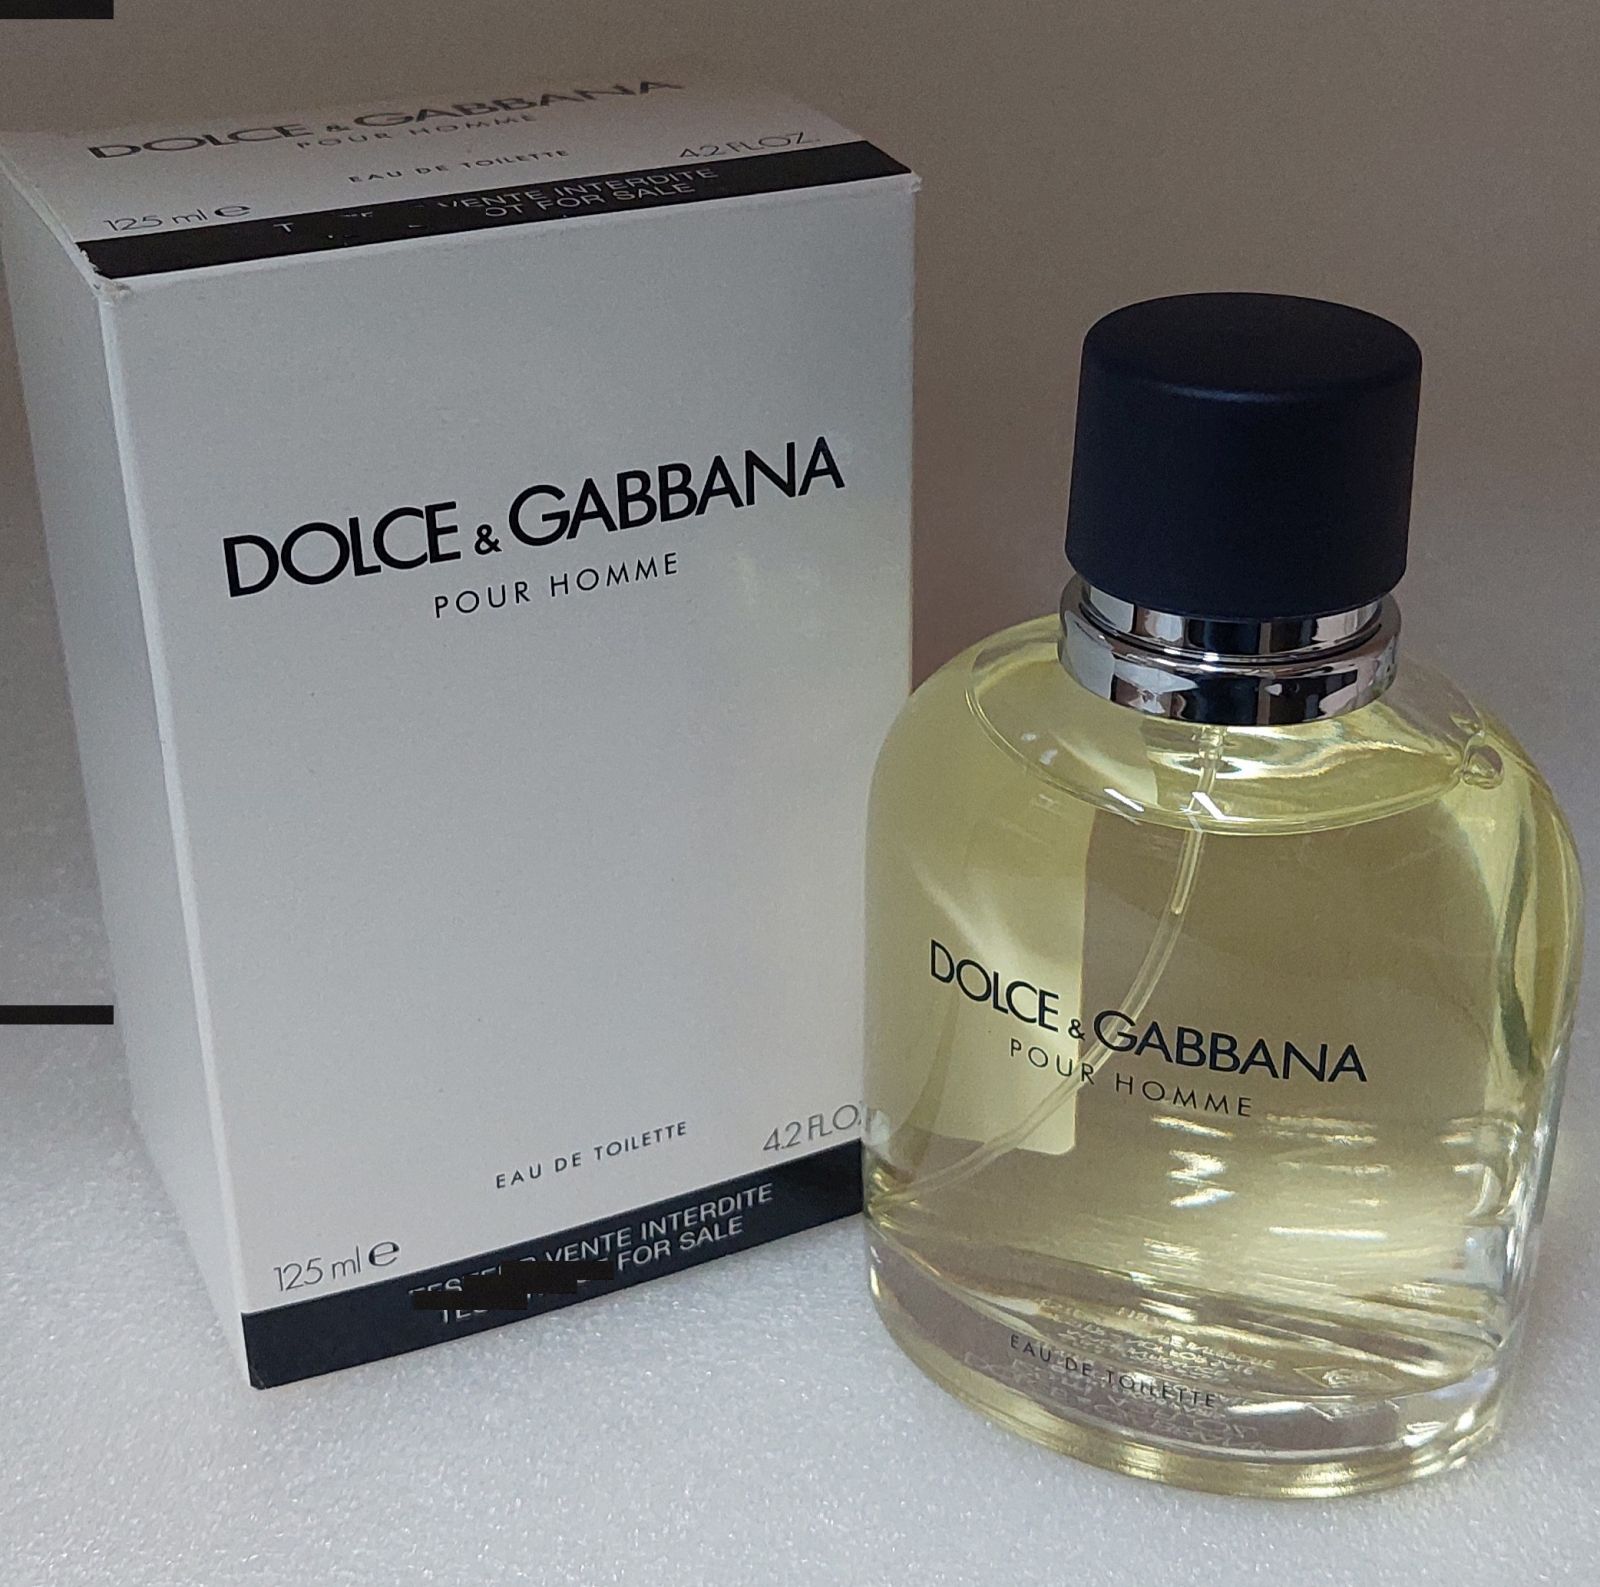 DOLCE & GABBANA
POUR HOMME
EAU DE TOILETTE
4.2 FL.OZ.
125 ml e
VENTE INTERDITE
FOR SALE
DOLCE & GABBANA
POUR HOMME
EAU DE TOILETTE
4.2 FL.OZ
125 ml e
VENTE INTERDITE
FOR SALE
DOLCE & GABBANA
POUR HOMME
EAU DE TOILETTE